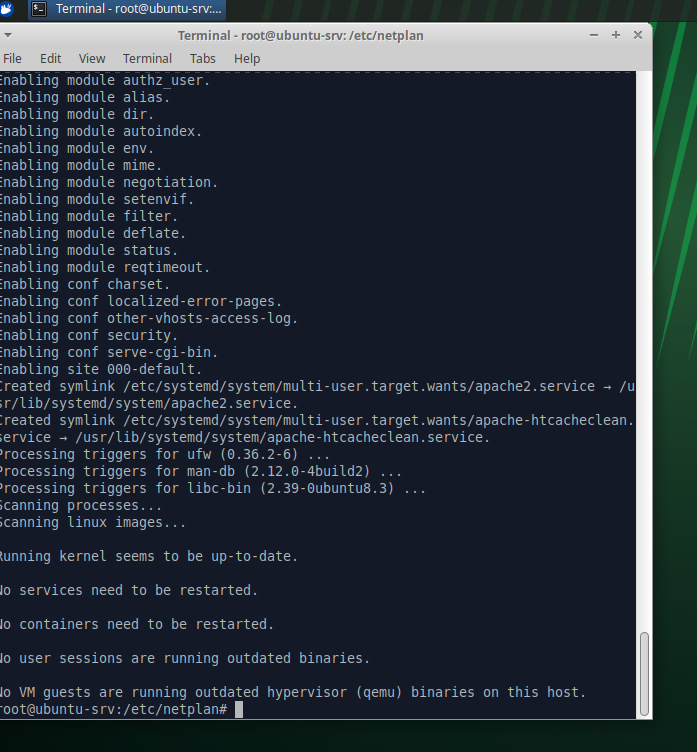 Terminal - root@ubuntu-srv:...
Terminal - root@ubuntu-srv: /etc/netplan
File Edit View Terminal Tabs Help
Enabling module authz_user.
Enabling module alias.
Enabling module dir.
Enabling module autoindex.
Enabling module env.
Enabling module mime.
Enabling module negotiation.
Enabling module setenvif.
Enabling module filter.
Enabling module deflate.
Enabling module status.
Enabling module reqtimeout.
Enabling conf charset.
Enabling conf localized-error-pages.
Enabling conf other-vhosts-access-log.
Enabling conf security.
Enabling conf serve-cgi-bin.
Enabling site 000-default.
Created symlink /etc/systemd/system/multi-user.target.wants/apache2.service → /u
sr/lib/systemd/system/apache2.service.
Created symlink /etc/systemd/system/multi-user.target.wants/apache-htcacheclean.
service → /usr/lib/systemd/system/apache-htcacheclean.service.
Processing triggers for ufw (0.36.2-6) ...
Processing triggers for man-db (2.12.0-4build2) ...
Processing triggers for libc-bin (2.39-0ubuntu8.3) ...
Scanning processes...
Scanning linux images...
Running kernel seems to be up-to-date.
No services need to be restarted.
No containers need to be restarted.
No user sessions are running outdated binaries.
No VM guests are running outdated hypervisor (qemu) binaries on this host.
root@ubuntu-srv:/etc/netplan#